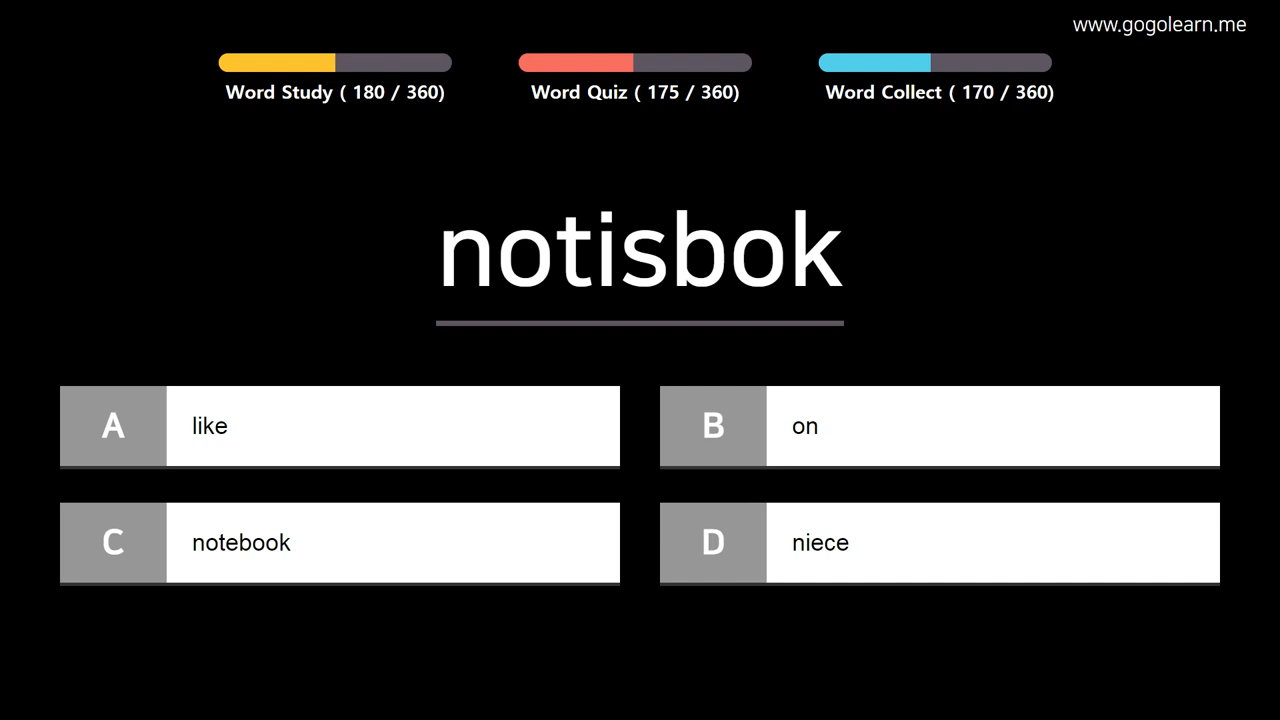 www.gogolearn.me
Word Study ( 180 / 360)
Word Quiz ( 175 / 360)
Word Collect ( 170 / 360)
notisbok
A like
B on
C notebook
D niece